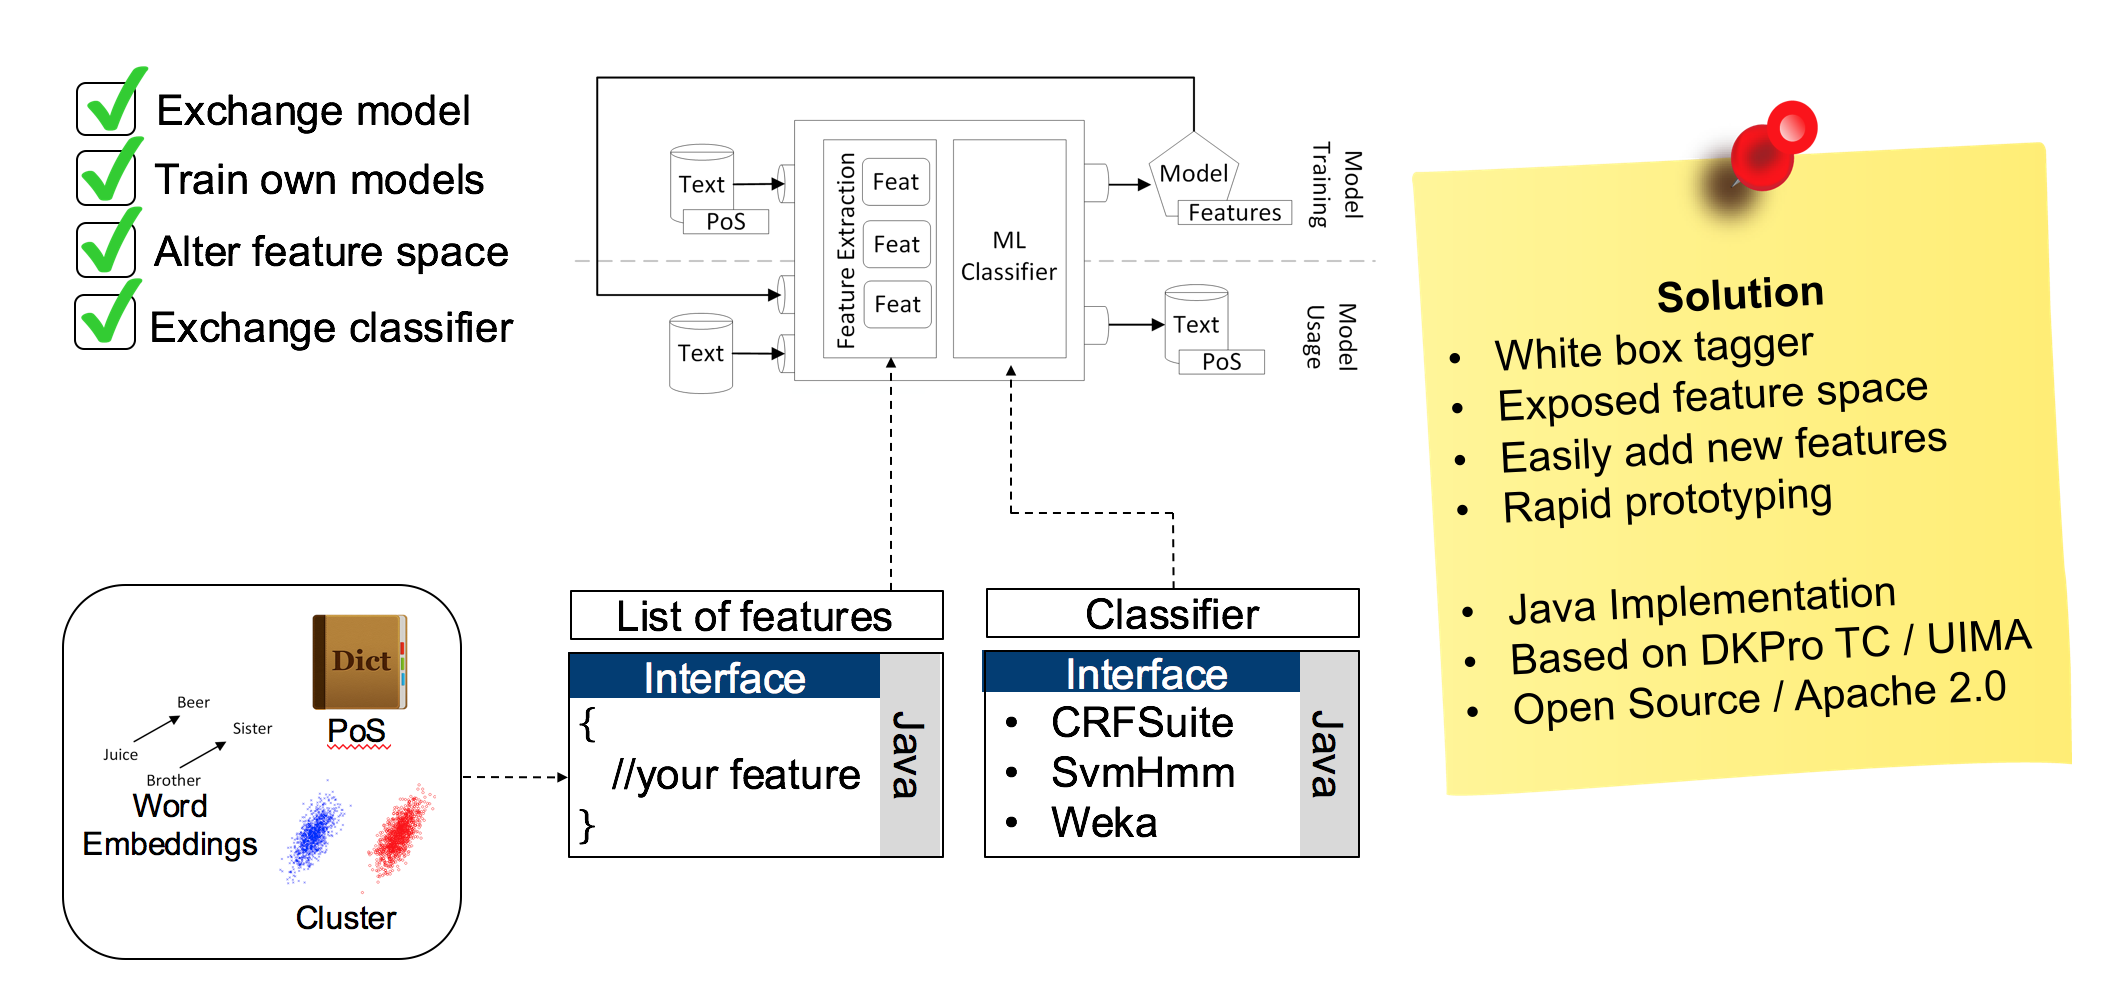 Exchange model
Train own models
Alter feature space
Exchange classifier
Text
PoS
Text
Feature Extraction
Feat
Feat
Feat
ML
Classifier
Model
Features
Text
PoS
Model
Training
Model
Usage
Solution
• White box tagger
• Exposed feature space
• Easily add new features
• Rapid prototyping
• Java Implementation
• Based on DKPro TC / UIMA
• Open Source / Apache 2.0
Dict
PoS
Beer
Sister
Juice
Brother
Word
Embeddings
Cluster
List of features
Interface
{
//your feature
}
Java
Classifier
Interface
• CRFSuite
• SvmHmm
• Weka
Java